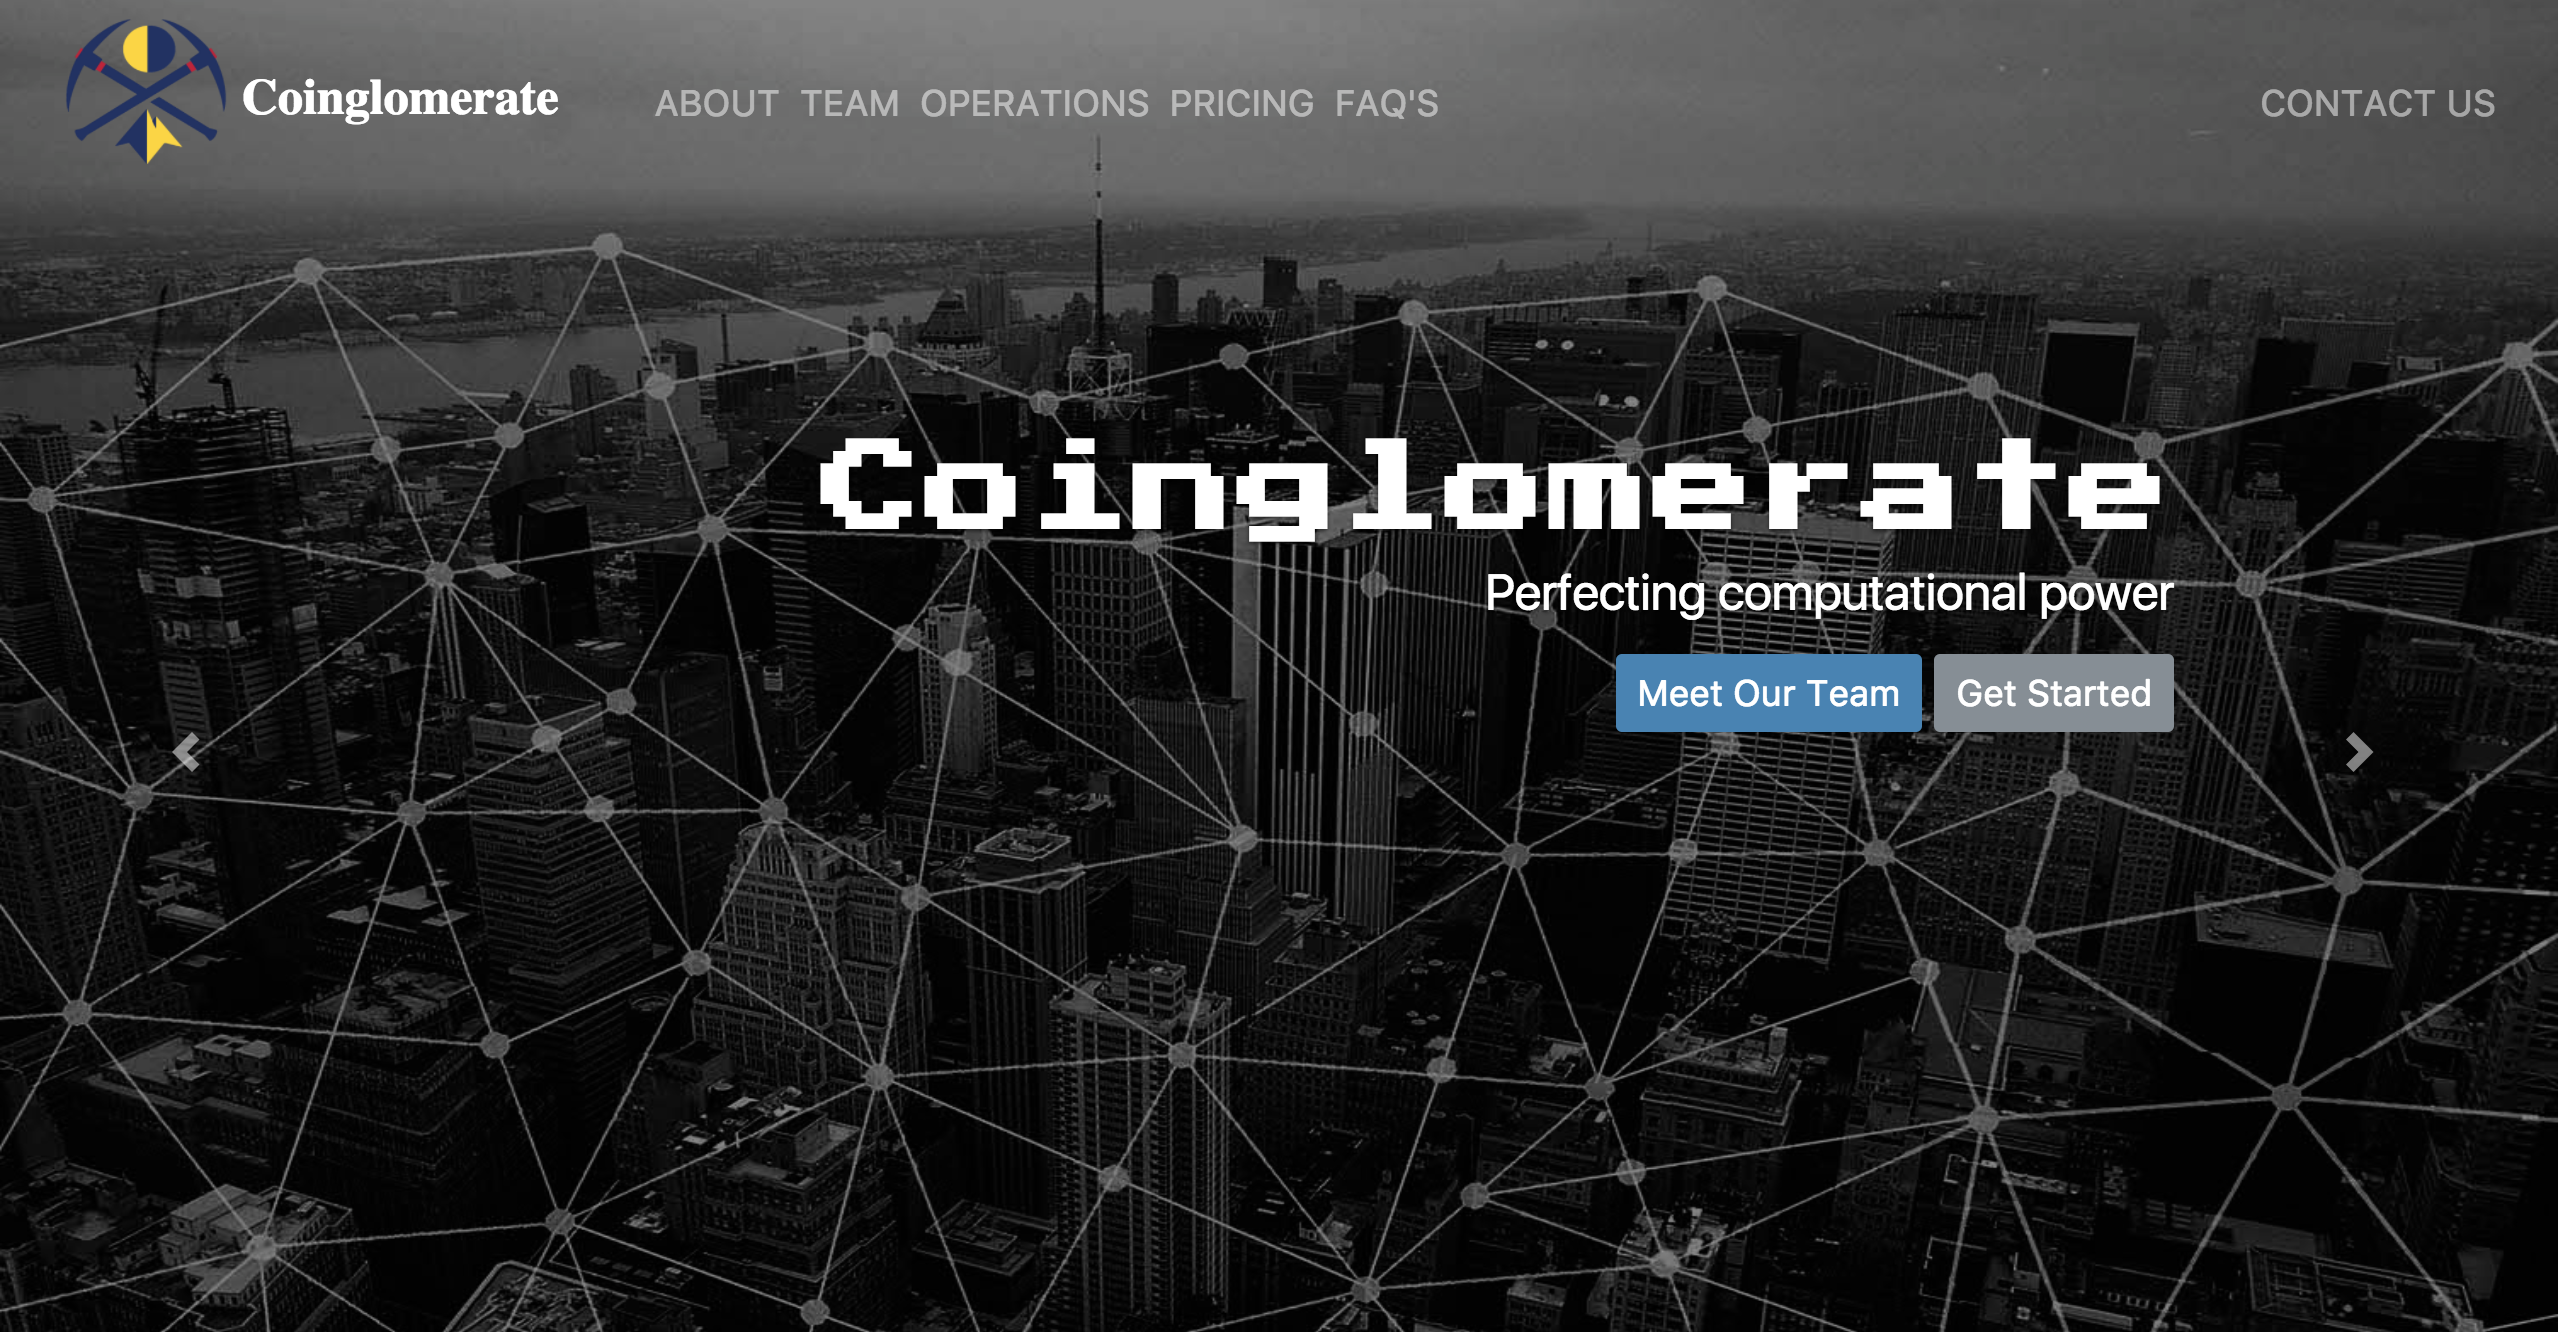 Coinglomerate
ABOUT TEAM OPERATIONS PRICING FAQ'S
CONTACT US
Coinglomerate
Perfecting computational power
Meet Our Team
Get Started